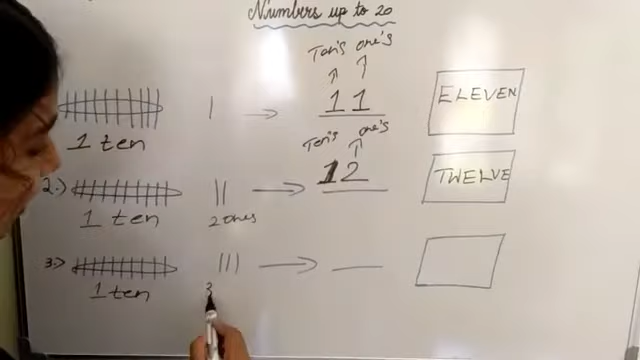 Numbers up to 20
Ten's one's
11
ELEVEN
1 ten
Ten's one's
2.) 12
TWELVE
1 ten
2 ones
3.)
1 ten
3